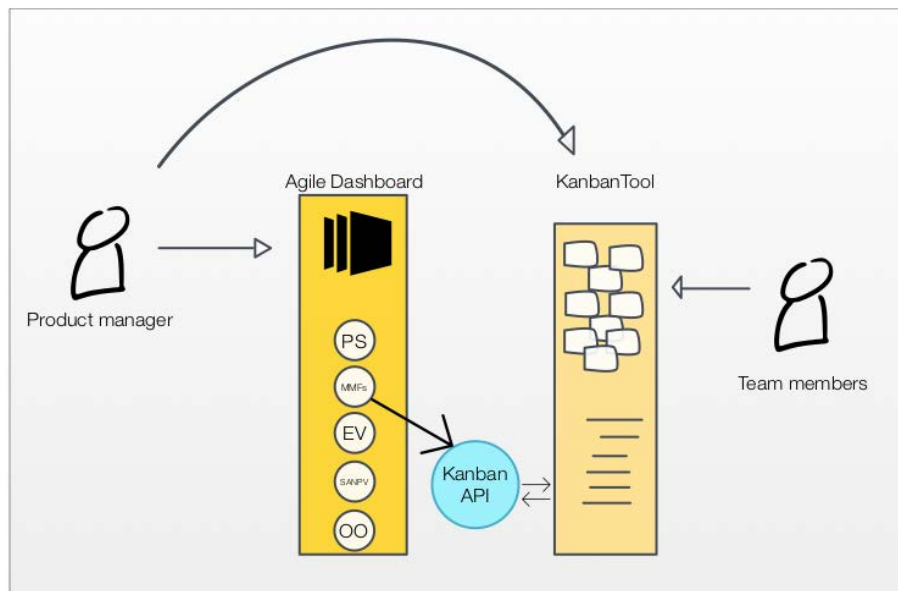 Agile Dashboard
KanbanTool
Product manager
PS
MMFs
EV
SANPV
OO
Kanban
API
Team members